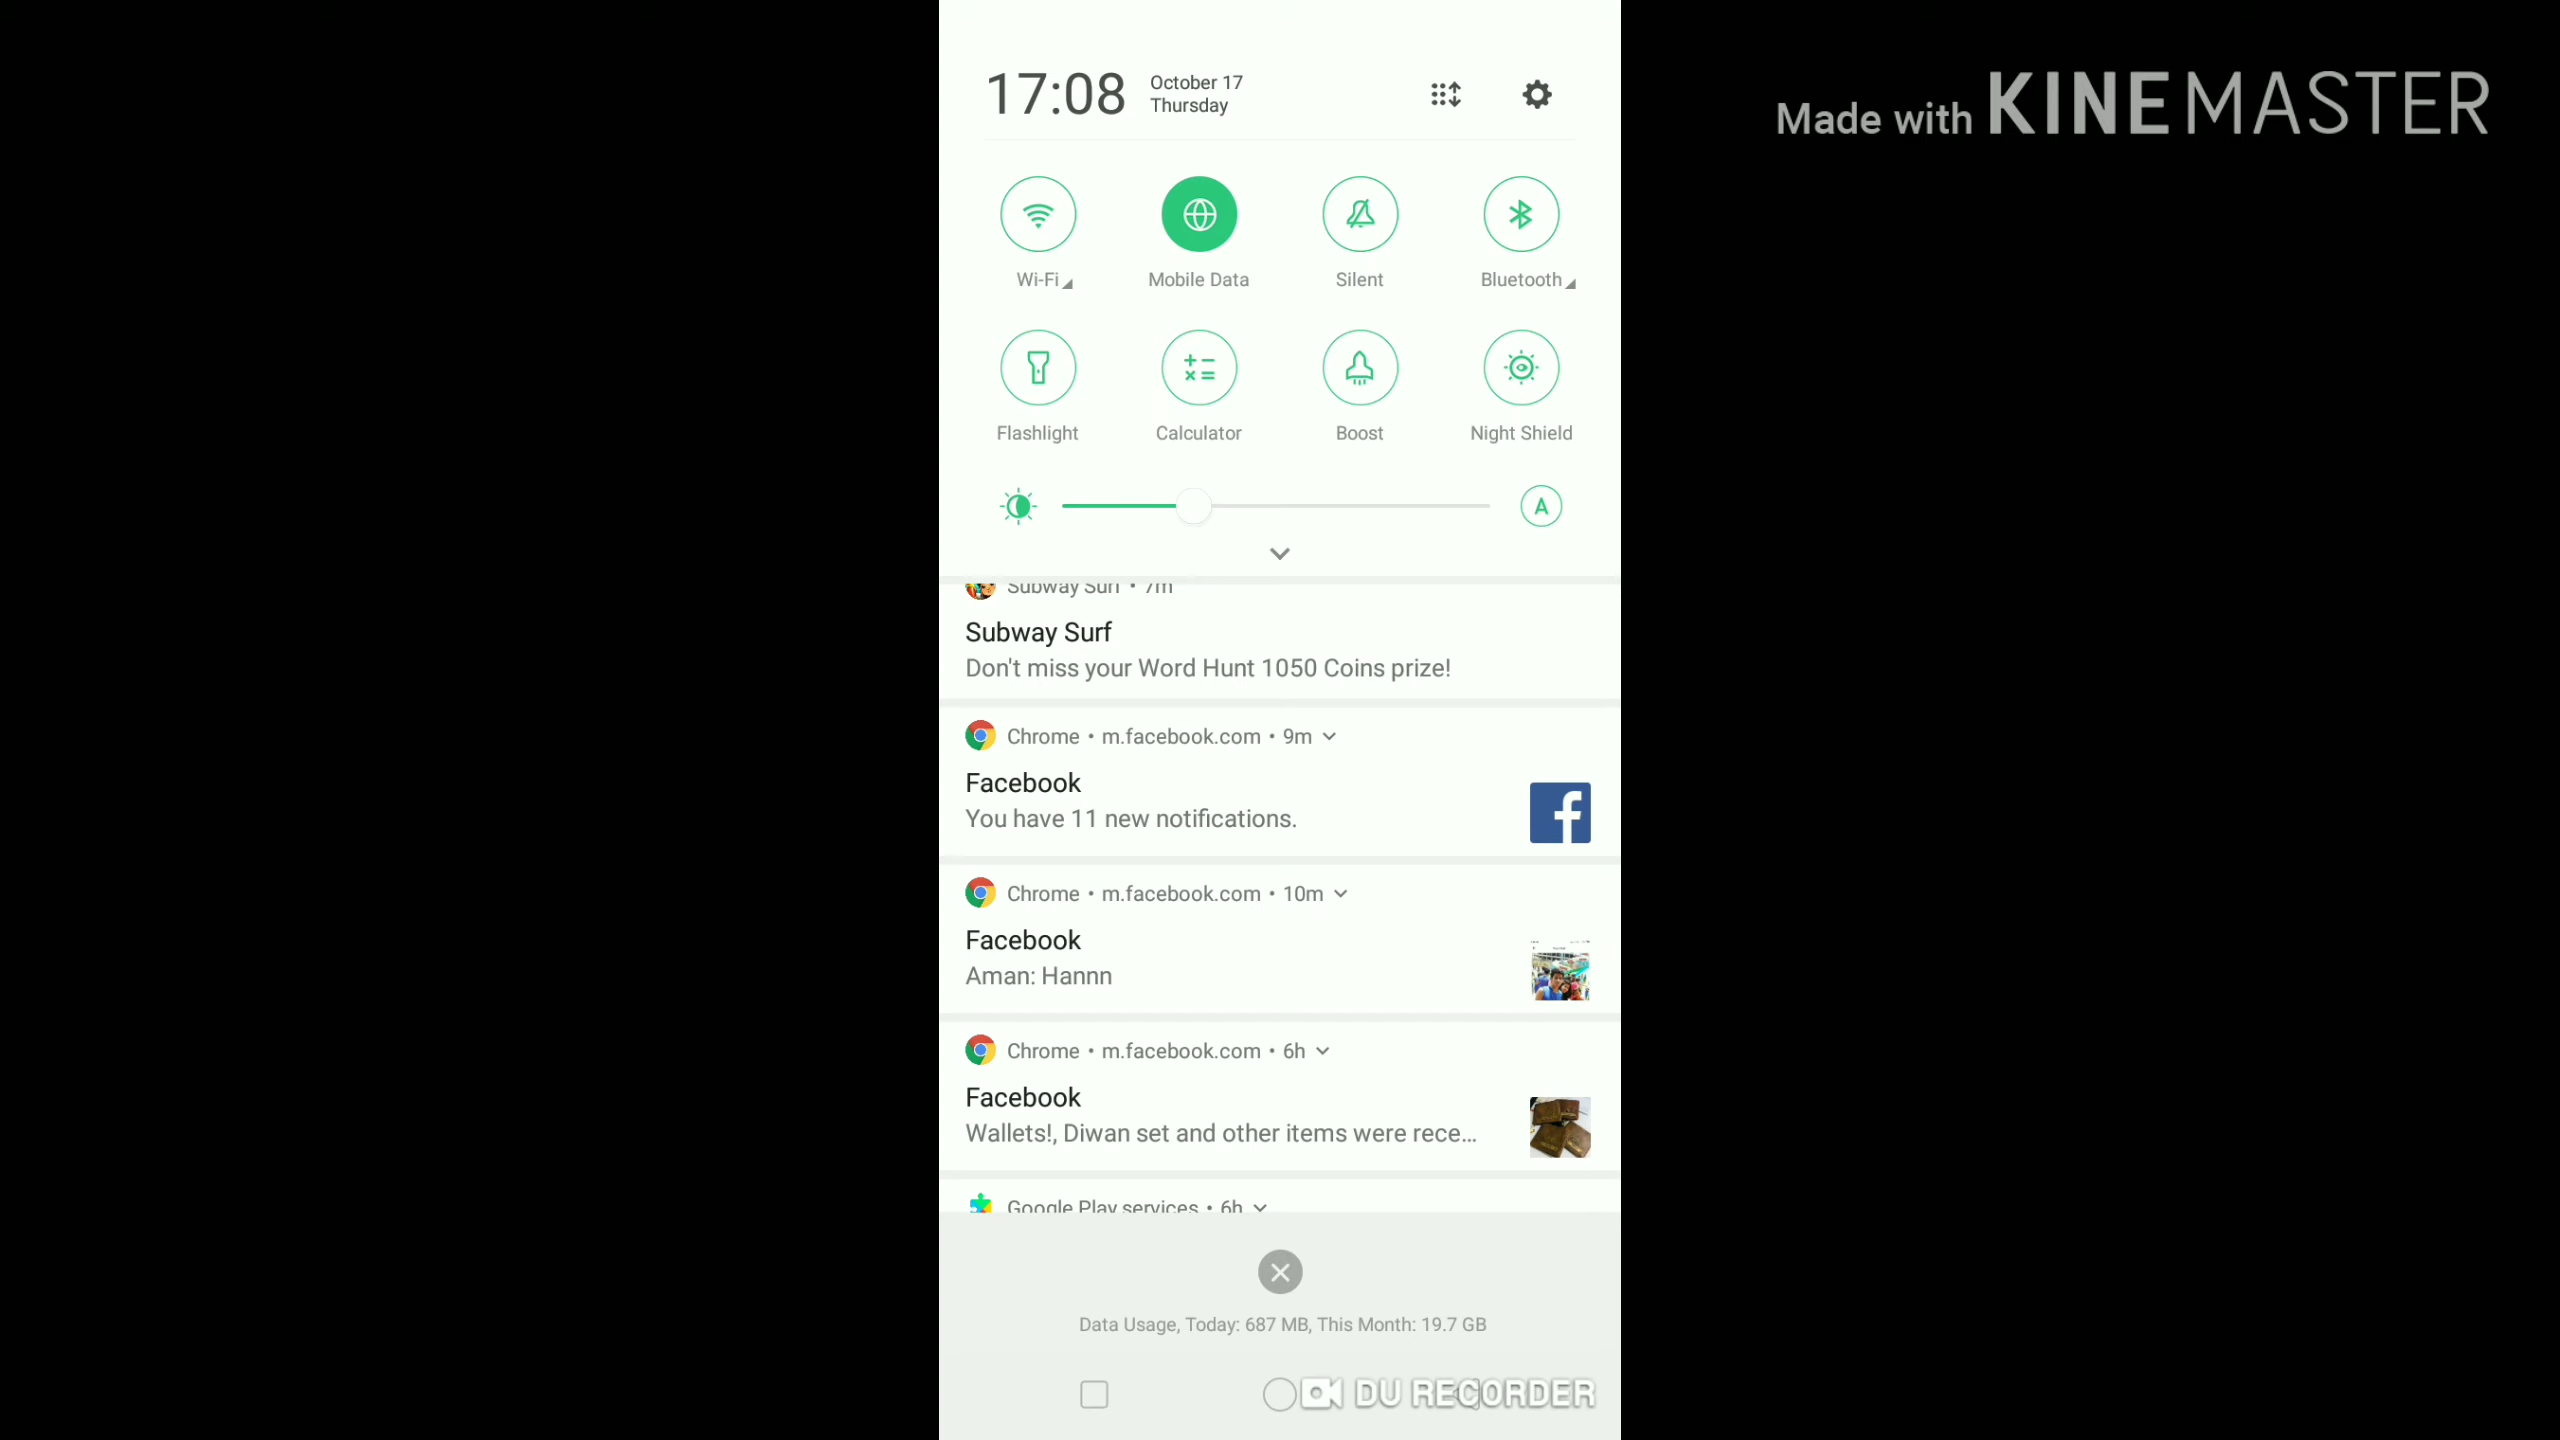 17:08
October 17
Thursday
Made with KINEMASTER
Wi-Fi
Mobile Data
Silent
Bluetooth
Flashlight
Calculator
Boost
Night Shield
A
Subway Surf • 7m
Subway Surf
Don't miss your Word Hunt 1050 Coins prize!
Chrome • m.facebook.com • 9m
Facebook
You have 11 new notifications.
Chrome • m.facebook.com • 10m
Facebook
Aman: Hannn
Chrome • m.facebook.com • 6h
Facebook
Wallets!, Diwan set and other items were rece...
Google Play services • 6h
Data Usage, Today: 687 MB, This Month: 19.7 GB
DU RECORDER